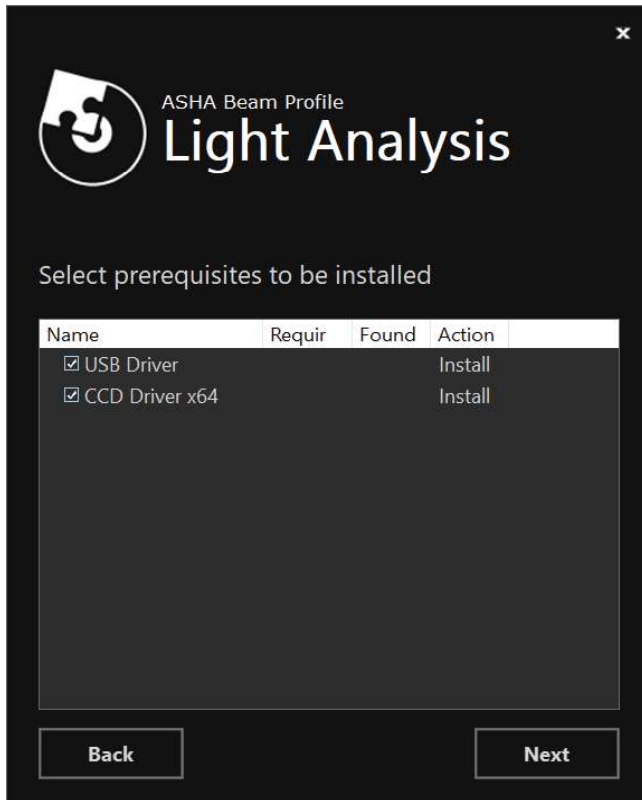 x
ASHA Beam Profile
Light Analysis
Select prerequisites to be installed
Name Requir Found Action
USB Driver Install
CCD Driver x64 Install
Back Next